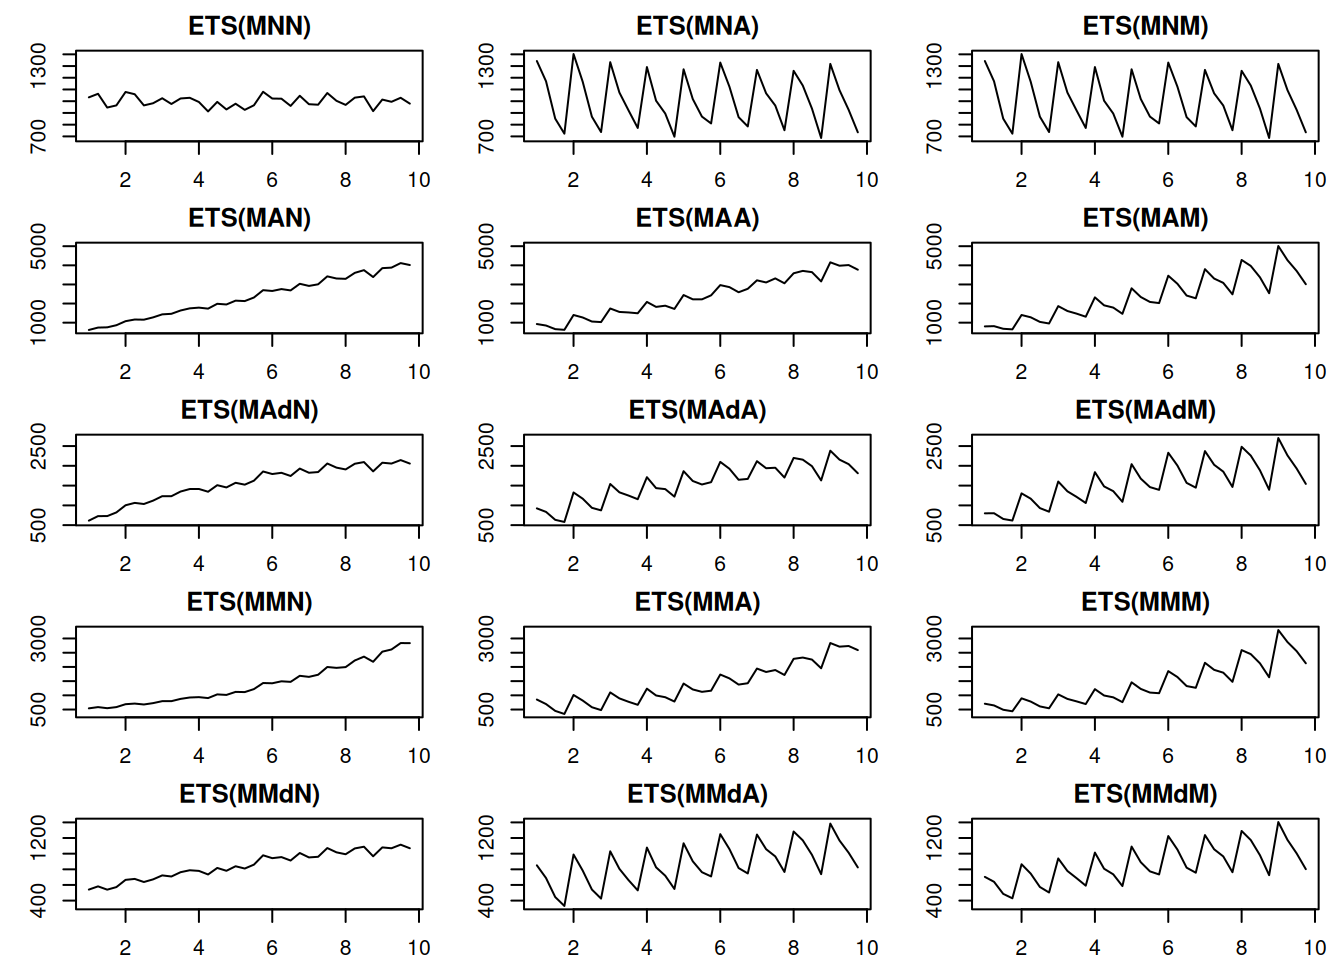 ETS(MNN) ETS(MNA) ETS(MNM)
1300 1300 1300
700 700 700
2 4 6 8 10 2 4 6 8 10 2 4 6 8 10
ETS(MAN) ETS(MAA) ETS(MAM)
5000 5000 5000
1000 1000 1000
2 4 6 8 10 2 4 6 8 10 2 4 6 8 10
ETS(MAdN) ETS(MAdA) ETS(MAdM)
2500 2500 2500
500 500 500
2 4 6 8 10 2 4 6 8 10 2 4 6 8 10
ETS(MMN) ETS(MMA) ETS(MMM)
3000 3000 3000
500 500 500
2 4 6 8 10 2 4 6 8 10 2 4 6 8 10
ETS(MMdN) ETS(MMdA) ETS(MMdM)
1200 1200 1200
400 400 400
2 4 6 8 10 2 4 6 8 10 2 4 6 8 10